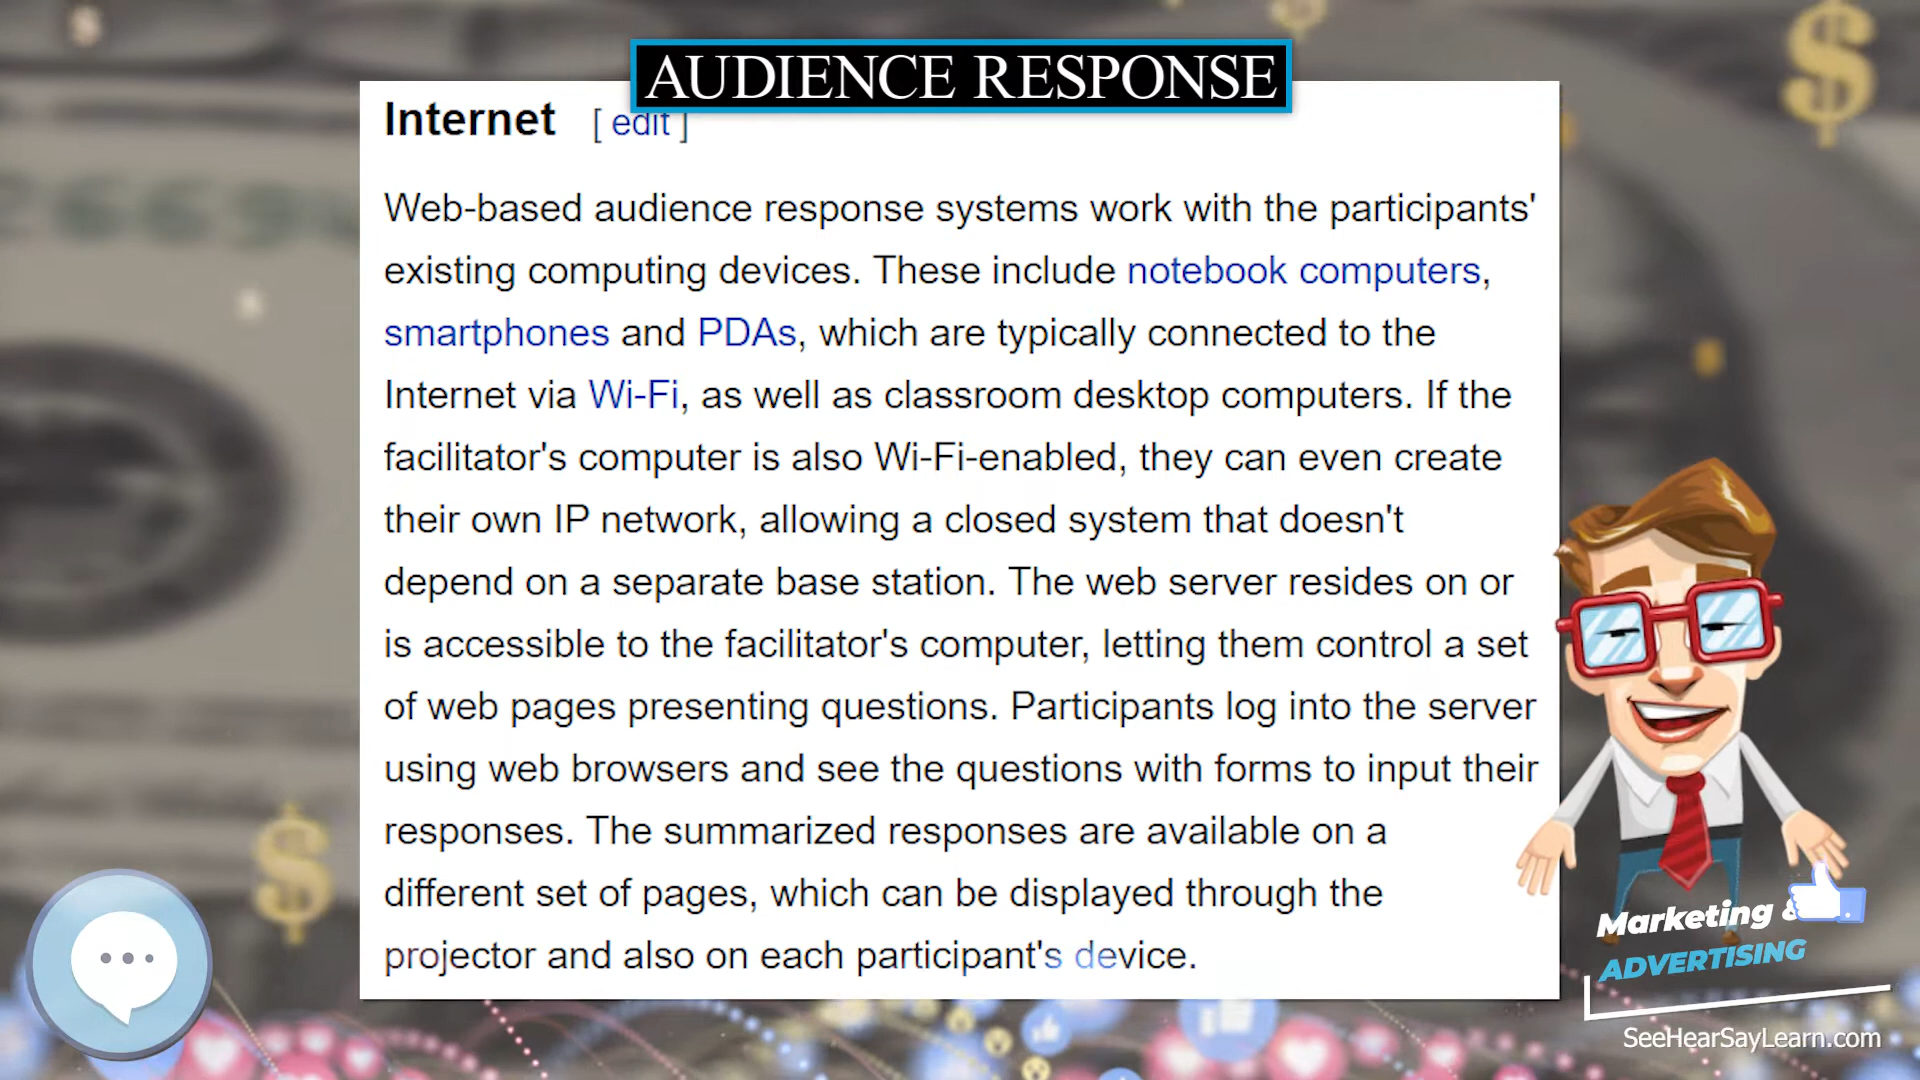 AUDIENCE RESPONSE
Internet [ edit ]
Web-based audience response systems work with the participants'
existing computing devices. These include notebook computers,
smartphones and PDAs, which are typically connected to the
Internet via Wi-Fi, as well as classroom desktop computers. If the
facilitator's computer is also Wi-Fi-enabled, they can even create
their own IP network, allowing a closed system that doesn't
depend on a separate base station. The web server resides on or
is accessible to the facilitator's computer, letting them control a set
of web pages presenting questions. Participants log into the server
using web browsers and see the questions with forms to input their
responses. The summarized responses are available on a
different set of pages, which can be displayed through the
projector and also on each participant's device.
Marketing &
ADVERTISING
SeeHearSayLearn.com